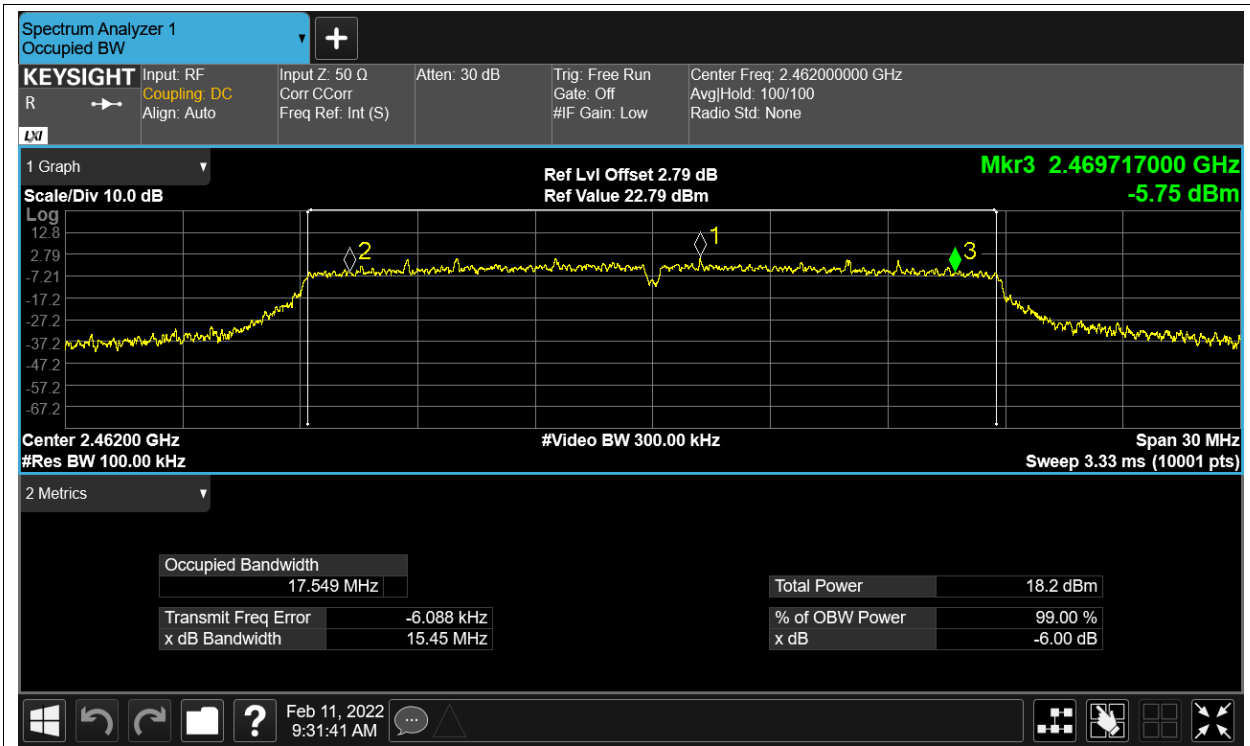 Spectrum Analyzer 1
Occupied BW
KEYSIGHT
R
LXI
Input: RF
Coupling: DC
Align: Auto
Input Z: 50 Ω
Corr CCorr
Freq Ref: Int (S)
Atten: 30 dB
Trig: Free Run
Gate: Off
#IF Gain: Low
Center Freq: 2.462000000 GHz
Avg|Hold: 100/100
Radio Std: None
1 Graph
Scale/Div 10.0 dB
Ref Lvl Offset 2.79 dB
Ref Value 22.79 dBm
Mkr3 2.469717000 GHz
-5.75 dBm
Log
12.8
2.79
-7.21
-17.2
-27.2
-37.2
-47.2
-57.2
-67.2
2
1
3
Center 2.46200 GHz
#Video BW 300.00 kHz
Span 30 MHz
#Res BW 100.00 kHz
Sweep 3.33 ms (10001 pts)
2 Metrics
Occupied Bandwidth
17.549 MHz
Total Power 18.2 dBm
Transmit Freq Error -6.088 kHz
% of OBW Power 99.00 %
x dB Bandwidth 15.45 MHz
x dB -6.00 dB
?
Feb 11, 2022
9:31:41 AM